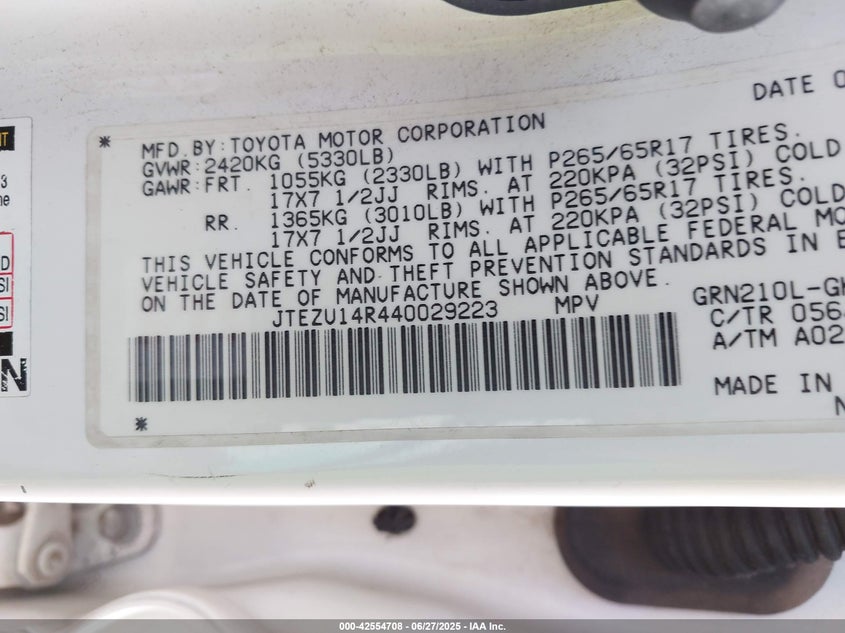 DATE 0
* MFD.BY:TOYOTA MOTOR CORPORATION
GVWR:2420KG (5330LB)
GAWR:FRT. 1055KG (2330LB) WITH P265/65R17 TIRES.
17X7 1/2JJ RIMS. AT 220KPA (32PSI) COLD
RR. 1365KG (3010LB) WITH P265/65R17 TIRES.
17X7 1/2JJ RIMS. AT 220KPA (32PSI) COLD
THIS VEHICLE CONFORMS TO ALL APPLICABLE FEDERAL MO
VEHICLE SAFETY AND THEFT PREVENTION STANDARDS IN E
ON THE DATE OF MANUFACTURE SHOWN ABOVE.
JTEZU14R440029223 MPV
GRN210L-G
C/TR 056
A/TM A02
MADE IN
*
3
D
SI
SI
N
000-42554708 - 06/27/2025 - IAA Inc.